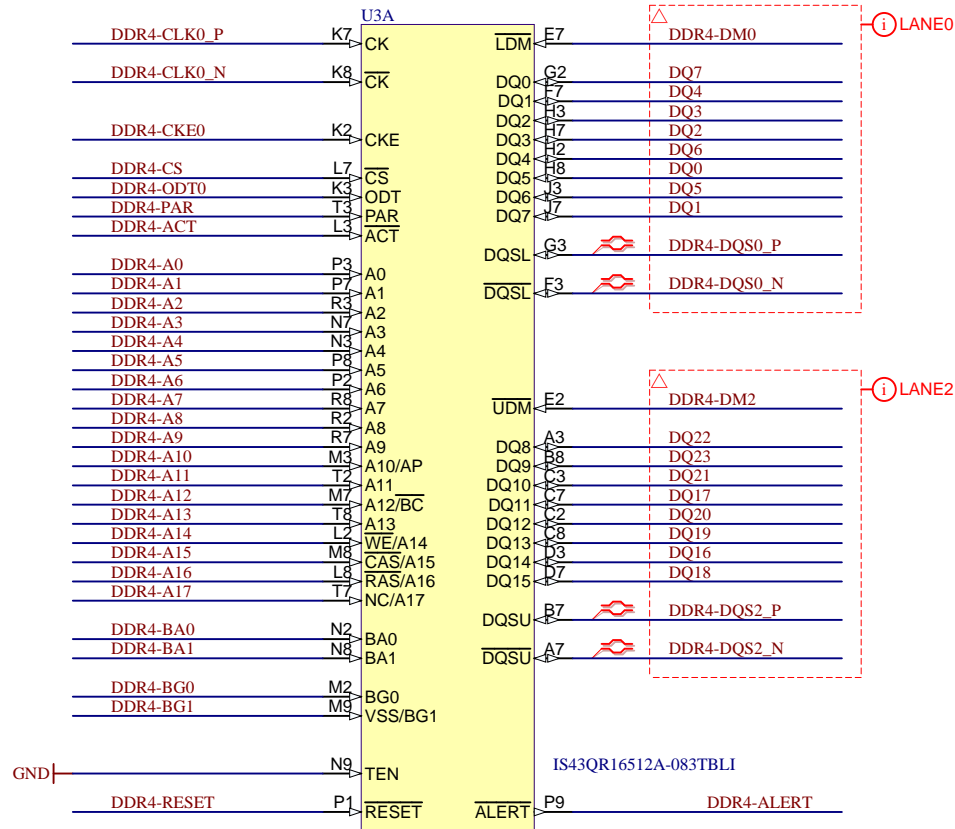 U3A
LANE0
DDR4-CLK0_P K7 CK LDM E7 DDR4-DM0
DDR4-CLK0_N K8 CK DQ0 G2 DQ7
DQ1 F7 DQ4
DQ2 H3 DQ3
DDR4-CKE0 K2 CKE DQ3 H7 DQ2
DQ4 H2 DQ6
DDR4-CS L7 CS DQ5 H8 DQ0
DDR4-ODT0 K3 ODT DQ6 J3 DQ5
DDR4-PAR T3 PAR DQ7 J7 DQ1
DDR4-ACT L3 ACT
DQSL G3 DDR4-DQS0_P
DDR4-A0 P3 A0
DDR4-A1 P7 A1 DQSL F3 DDR4-DQS0_N
DDR4-A2 R3 A2
DDR4-A3 N7 A3
DDR4-A4 N3 A4
DDR4-A5 P8 A5
DDR4-A6 P2 A6 LANE2
DDR4-A7 R8 A7 UDM E2 DDR4-DM2
DDR4-A8 R2 A8
DDR4-A9 R7 A9 DQ8 A3 DQ22
DDR4-A10 M3 A10/AP DQ9 B8 DQ23
DDR4-A11 T2 A11 DQ10 C3 DQ21
DDR4-A12 M7 A12/BC DQ11 C7 DQ17
DDR4-A13 T8 A13 DQ12 C2 DQ20
DDR4-A14 L2 WE/A14 DQ13 C8 DQ19
DDR4-A15 M8 CAS/A15 DQ14 D3 DQ16
DDR4-A16 L8 RAS/A16 DQ15 D7 DQ18
DDR4-A17 T7 NC/A17
DQSU B7 DDR4-DQS2_P
DDR4-BA0 N2 BA0
DDR4-BA1 N8 BA1 DQSU A7 DDR4-DQS2_N
DDR4-BG0 M2 BG0
DDR4-BG1 M9 VSS/BG1
GND N9 TEN IS43QR16512A-083TBLI
DDR4-RESET P1 RESET ALERT P9 DDR4-ALERT